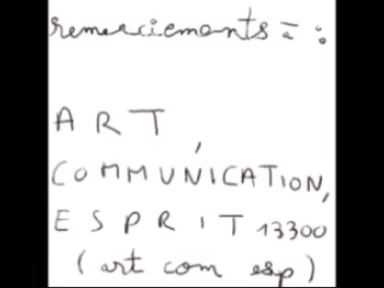 remerciements à :
ART,
COMMUNICATION,
ESPRIT 13300
(art com esp)